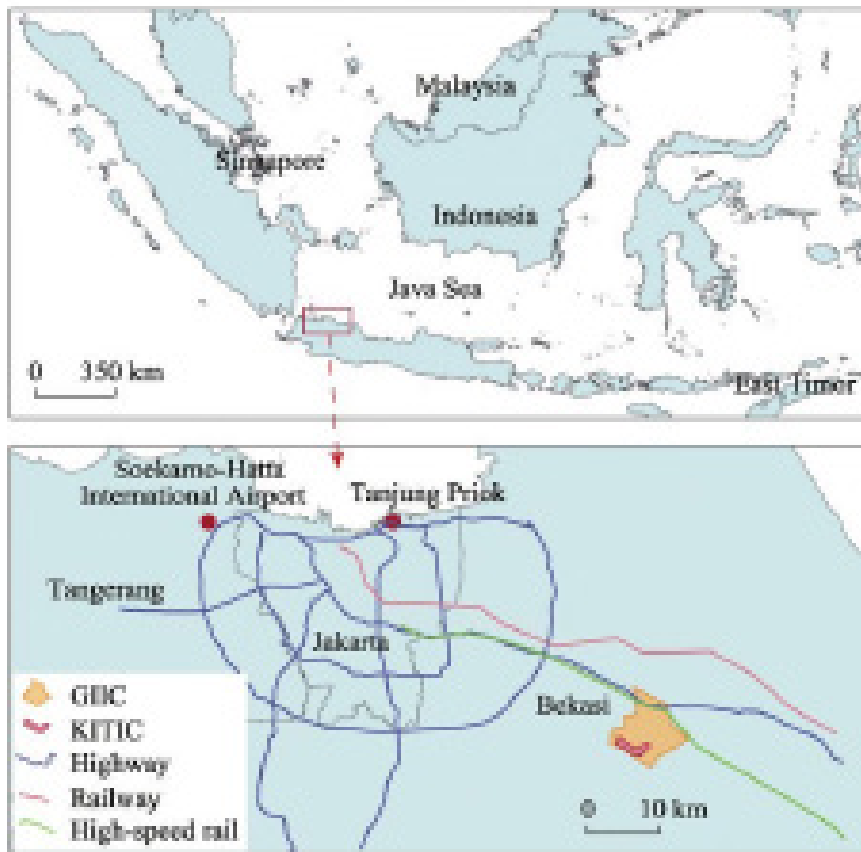 Malaysia
Singapore
Indonesia
Java Sea
0 350 km
East Timor
Soekarno-Hatta
International Airport
Tanjung Priok
Tangerang
Jakarta
Bekasi
GIIC
KITIC
Highway
Railway
High-speed rail
0 10 km